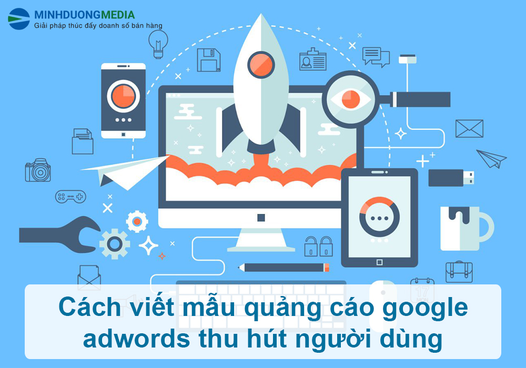 MINHDUONGMEDIA
Giải pháp thúc đẩy doanh số bán hàng
Cách viết mẫu quảng cáo google
adwords thu hút người dùng